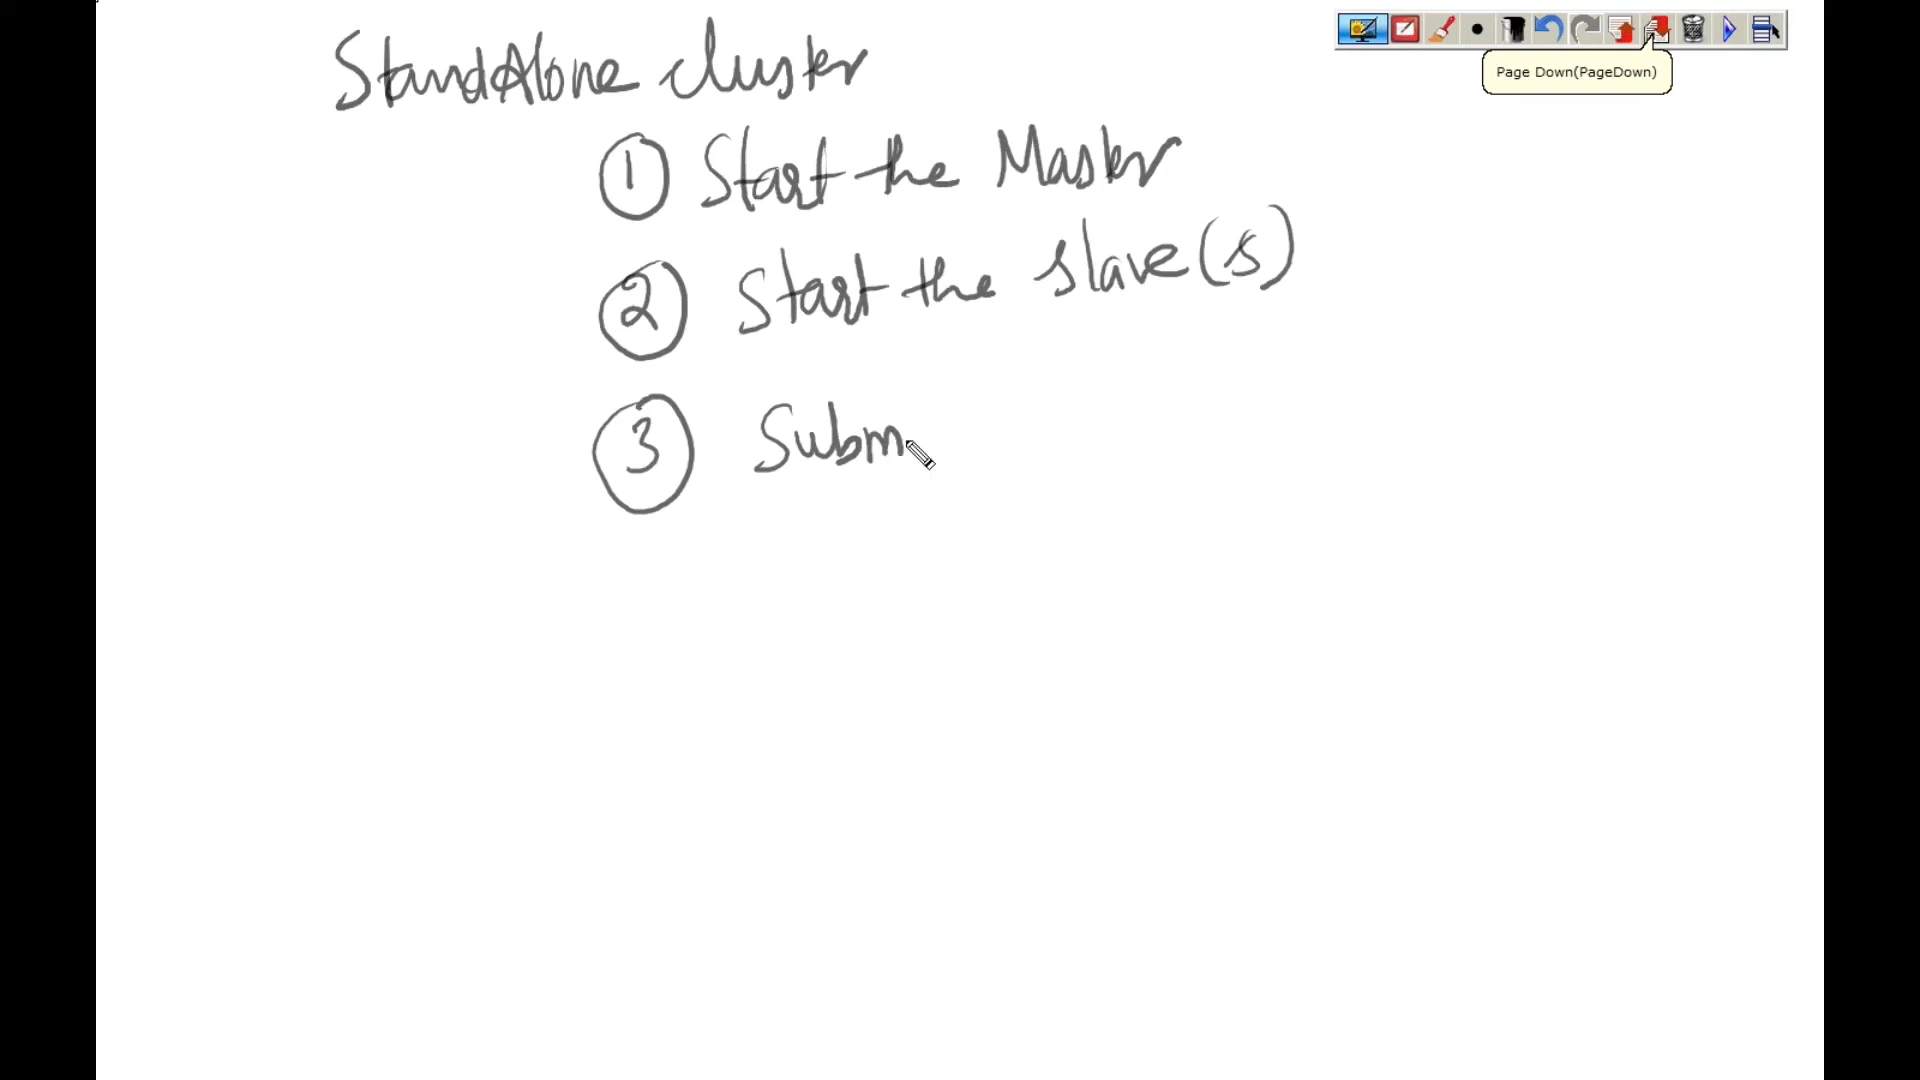 StandAlone cluster
Page Down(PageDown)
① Start the Master
② Start the slave(s)
③ Subm